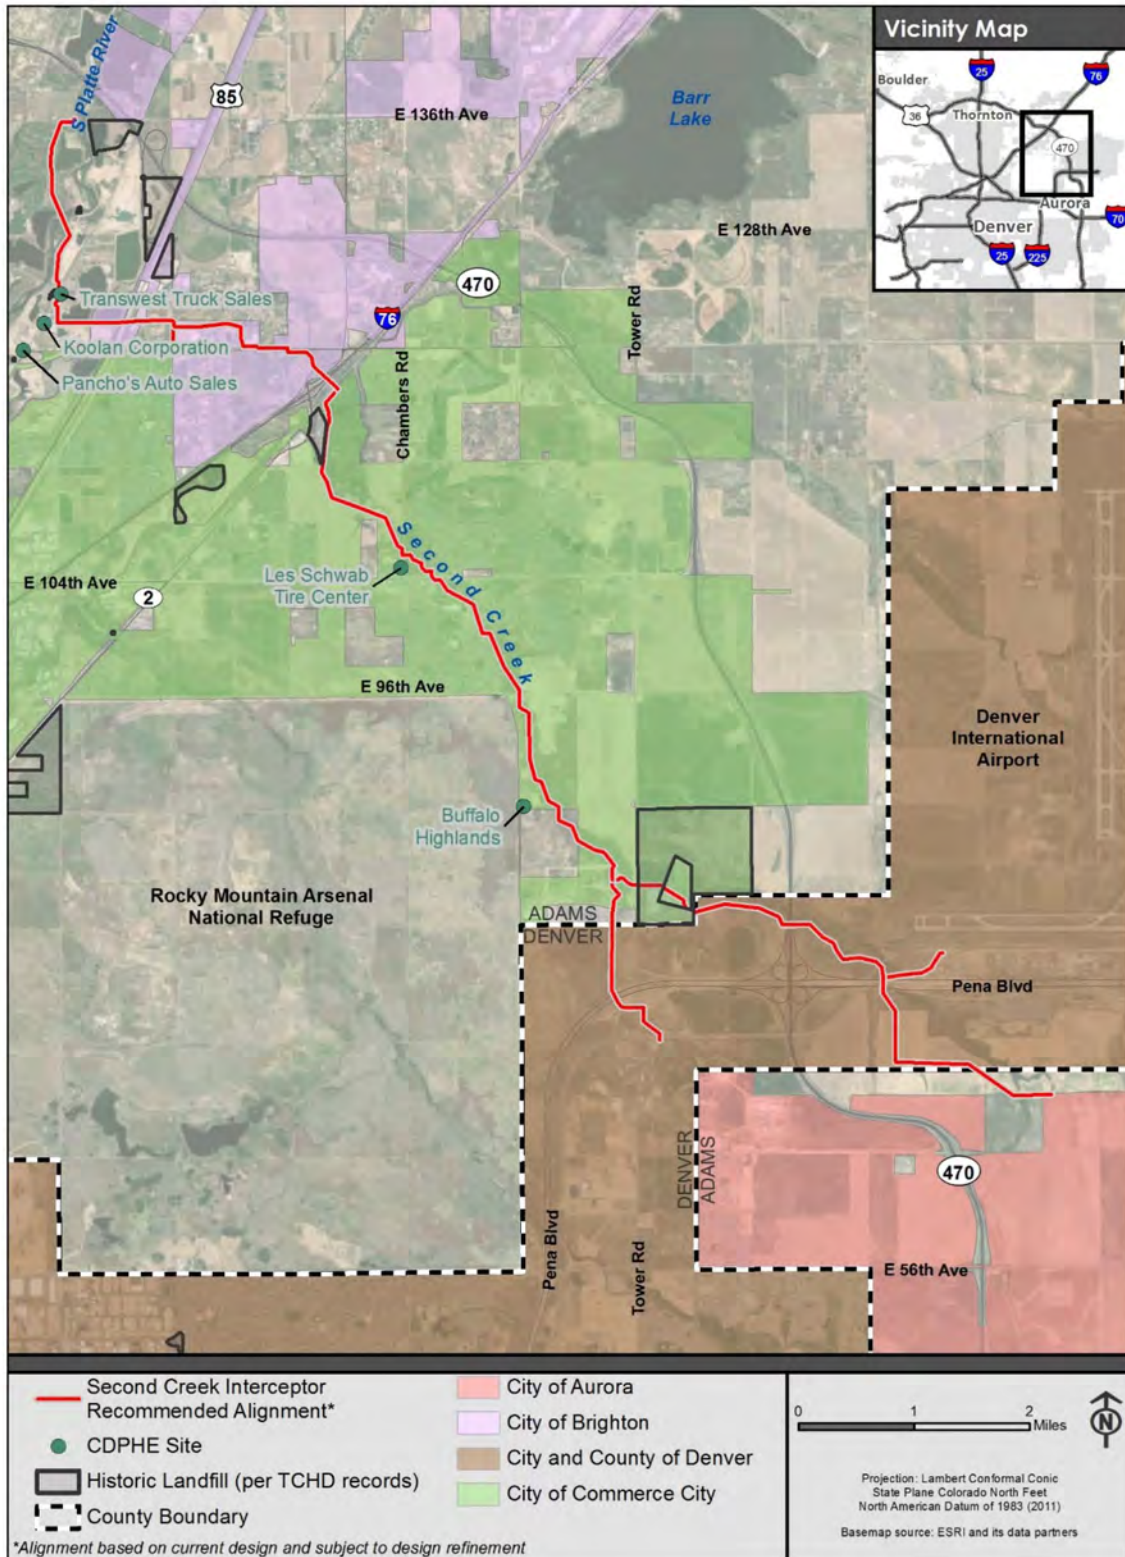 Vicinity Map
25
76
Boulder
36
Thornton
470
Aurora
70
Denver
25
225
S Platte River
85
E 136th Ave
Barr
Lake
E 128th Ave
470
Tower Rd
Transwest Truck Sales
76
Koolan Corporation
Pancho's Auto Sales
Chambers Rd
Second Creek
Les Schwab
Tire Center
E 104th Ave
2
E 96th Ave
Denver
International
Airport
Buffalo
Highlands
Rocky Mountain Arsenal
National Refuge
ADAMS
DENVER
Pena Blvd
DENVER
ADAMS
470
Pena Blvd
Tower Rd
E 56th Ave
Second Creek Interceptor
Recommended Alignment*
CDPHE Site
Historic Landfill (per TCHD records)
County Boundary
*Alignment based on current design and subject to design refinement
City of Aurora
City of Brighton
City and County of Denver
City of Commerce City
0 1 2
Miles
N
Projection: Lambert Conformal Conic
State Plane Colorado North Feet
North American Datum of 1983 (2011)
Basemap source: ESRI and its data partners